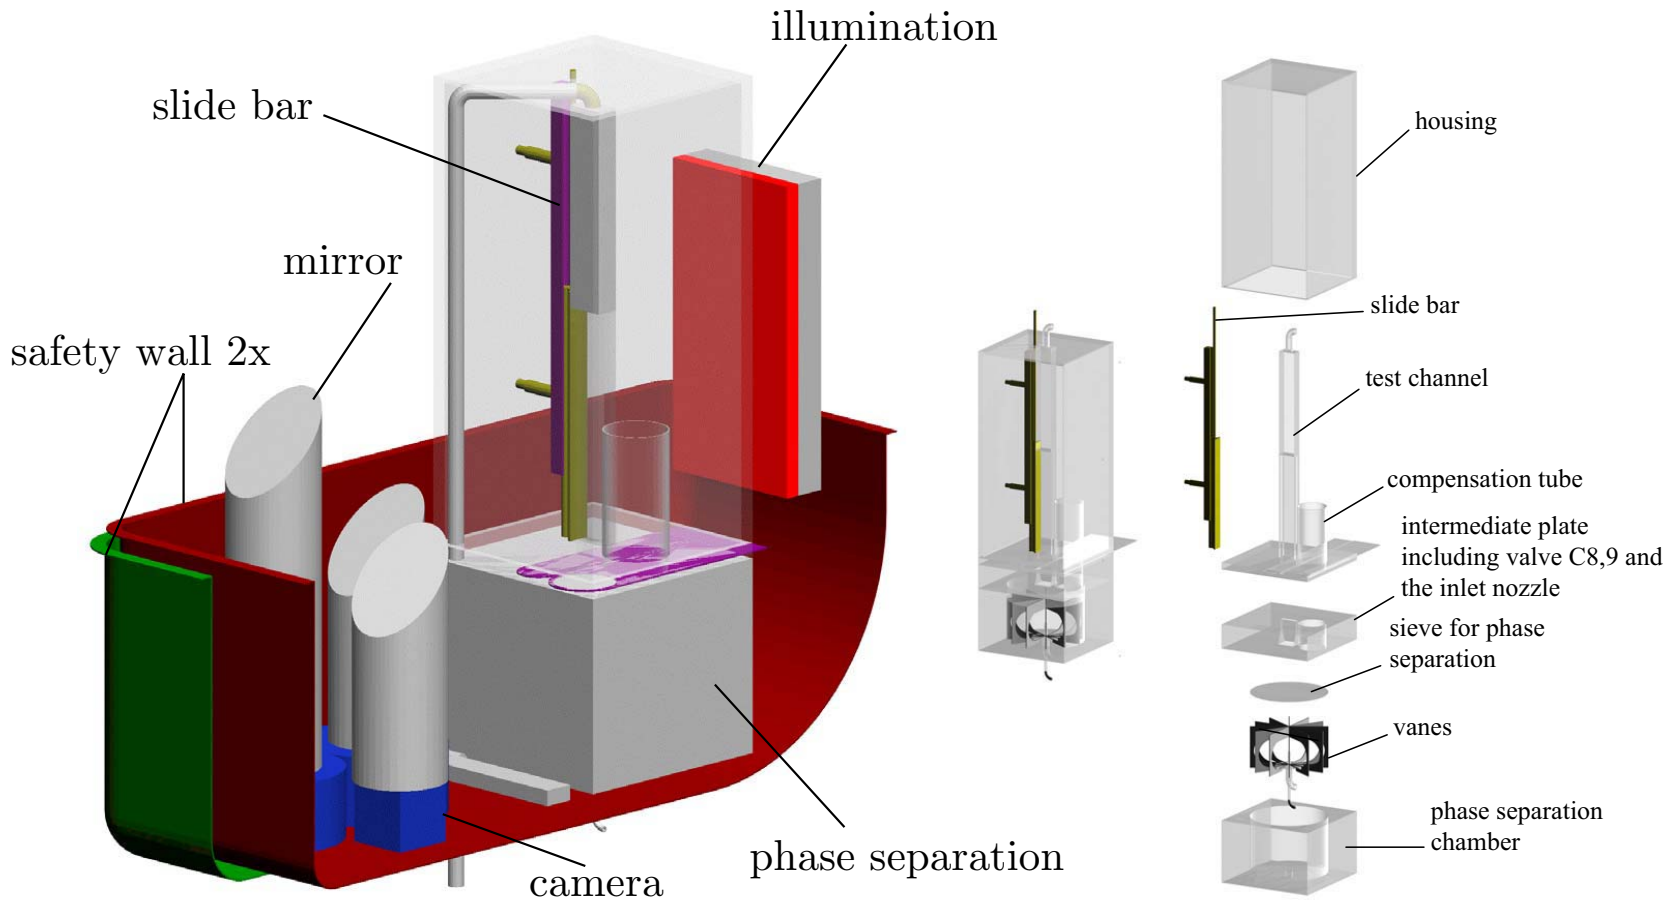 illumination
slide bar
mirror
safety wall 2x
phase separation
camera
housing
slide bar
test channel
compensation tube
intermediate plate
including valve C8,9 and
the inlet nozzle
sieve for phase
separation
vanes
phase separation
chamber